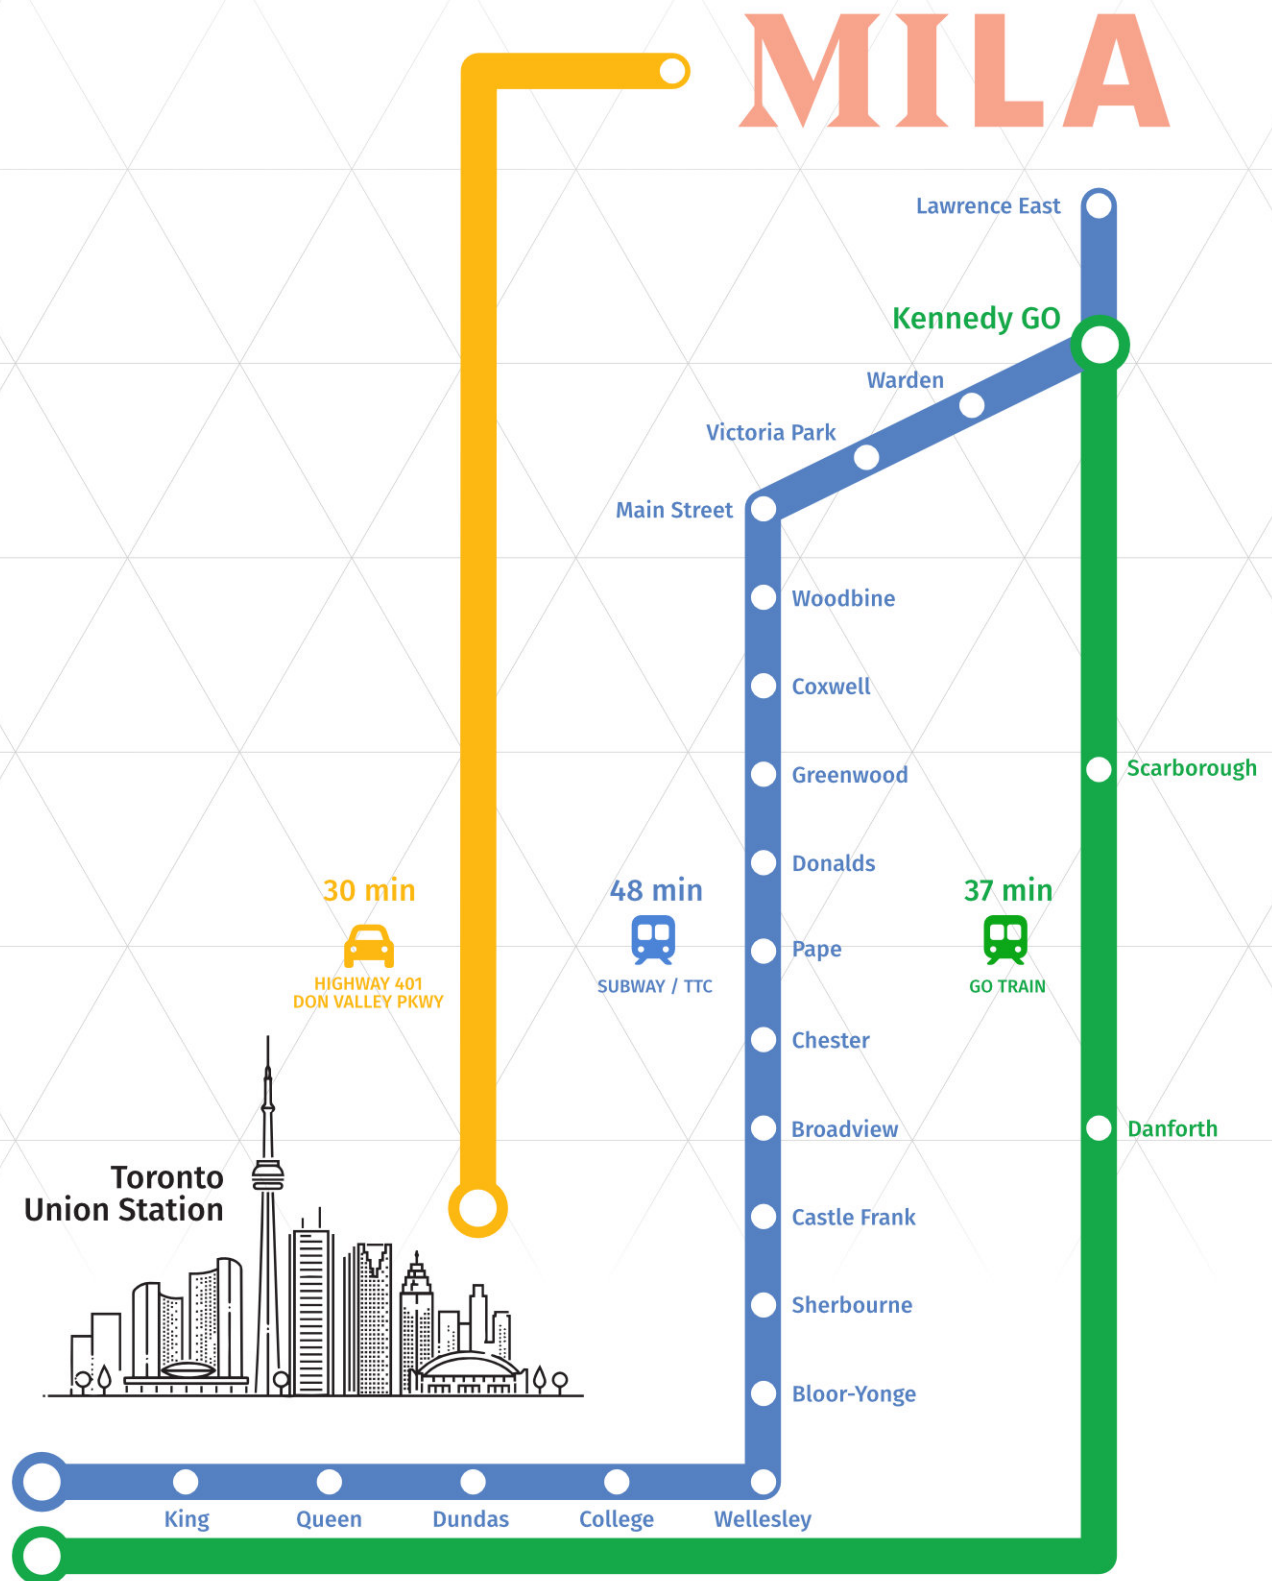 MILA
Lawrence East
Kennedy GO
Warden
Victoria Park
Main Street
Woodbine
Coxwell
Greenwood
Scarborough
Donalds
30 min
48 min
37 min
Pape
HIGHWAY 401
DON VALLEY PKWY
SUBWAY / TTC
GO TRAIN
Chester
Broadview
Danforth
Toronto
Union Station
Castle Frank
Sherbourne
Bloor-Yonge
King
Queen
Dundas
College
Wellesley